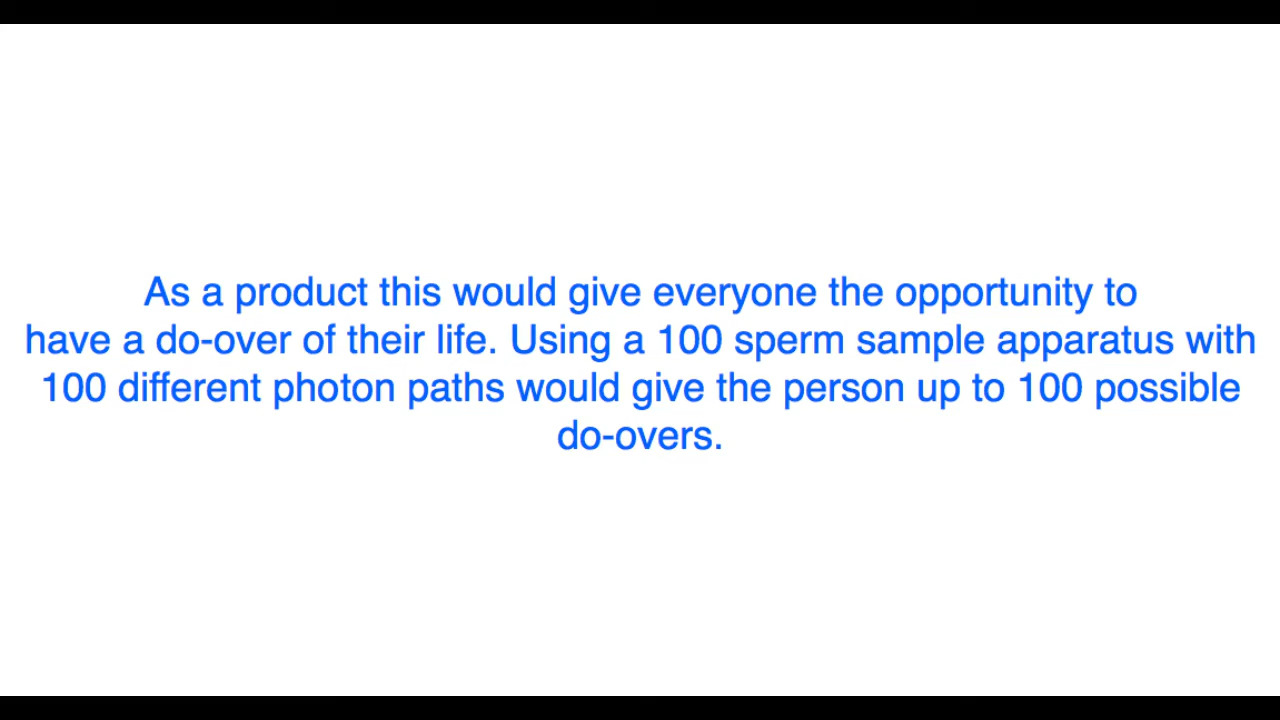 As a product this would give everyone the opportunity to
have a do-over of their life. Using a 100 sperm sample apparatus with
100 different photon paths would give the person up to 100 possible
do-overs.